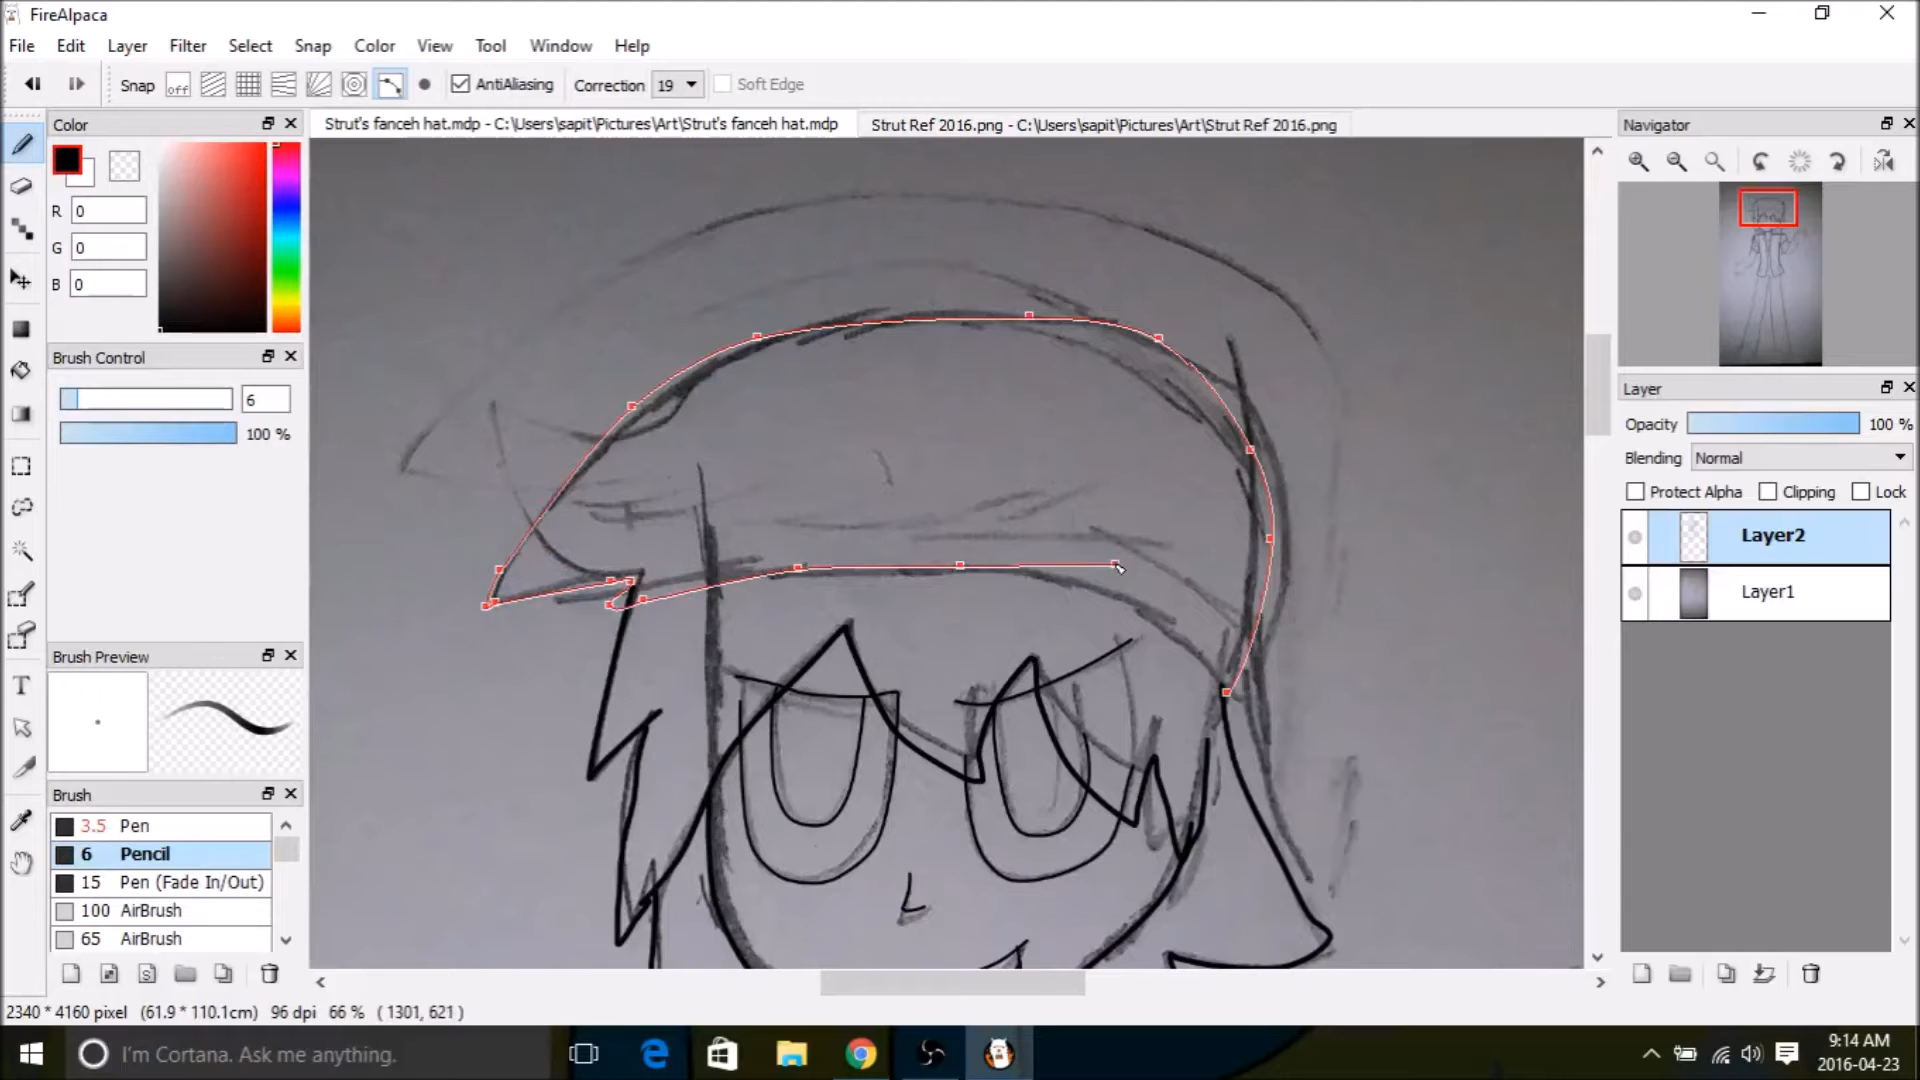 FireAlpaca
File Edit Layer Filter Select Snap Color View Tool Window Help
Snap off AntiAliasing Correction 19 Soft Edge
Color
Strut's fanceh hat.mdp - C:\Users\sapit\Pictures\Art\Strut's fanceh hat.mdp
Strut Ref 2016.png - C:\Users\sapit\Pictures\Art\Strut Ref 2016.png
Navigator
R 0
G 0
B 0
Brush Control
6
100 %
Layer
Opacity 100 %
Blending Normal
Protect Alpha Clipping Lock
Layer2
Layer1
Brush Preview
T
Brush
3.5 Pen
6 Pencil
15 Pen (Fade In/Out)
100 AirBrush
65 AirBrush
S
2340 * 4160 pixel (61.9 * 110.1cm) 96 dpi 66 % ( 1301, 621 )
I'm Cortana. Ask me anything.
9:14 AM
2016-04-23